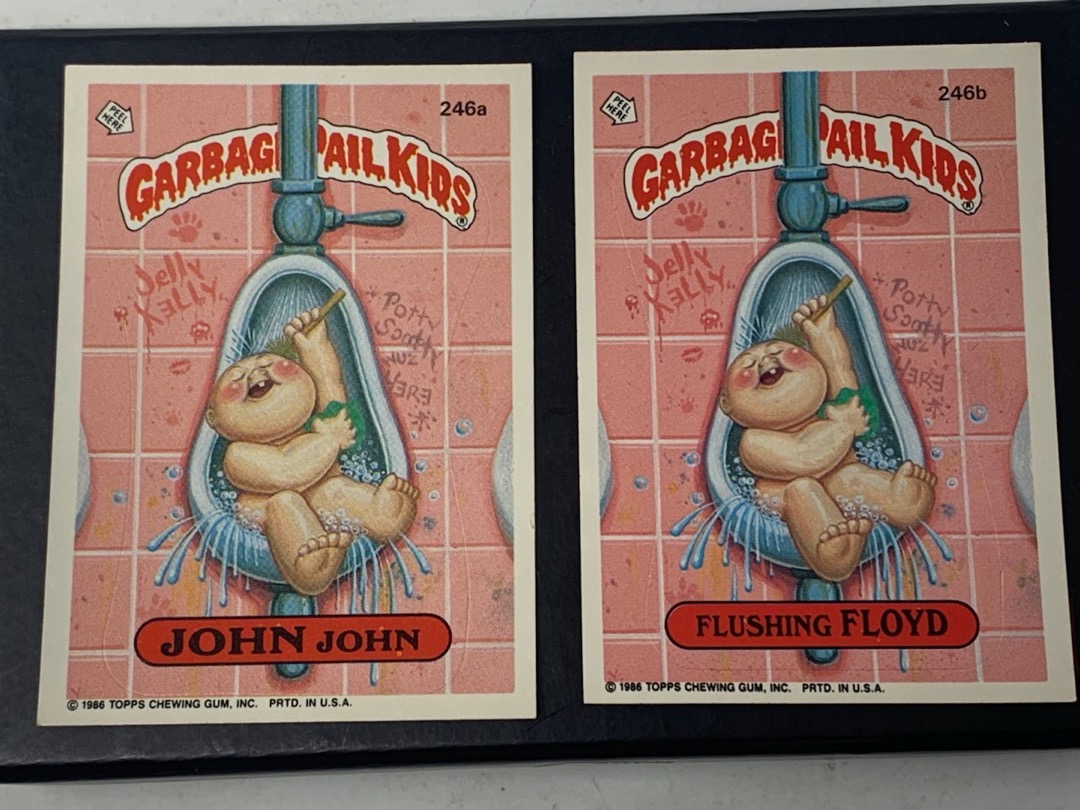 PEEL
HERE
246a
GARBAG PAIL KIDS
®
Jelly
KELLY
POTTY
Scotty
wuz
HERE
JOHN JOHN
© 1986 TOPPS CHEWING GUM, INC. PRTD. IN U.S.A.
PEEL
HERE
246b
GARBAG PAIL KIDS
®
Jelly
KELLY
POTTY
Scotty
wuz
HERE
FLUSHING FLOYD
© 1986 TOPPS CHEWING GUM, INC. PRTD. IN U.S.A.